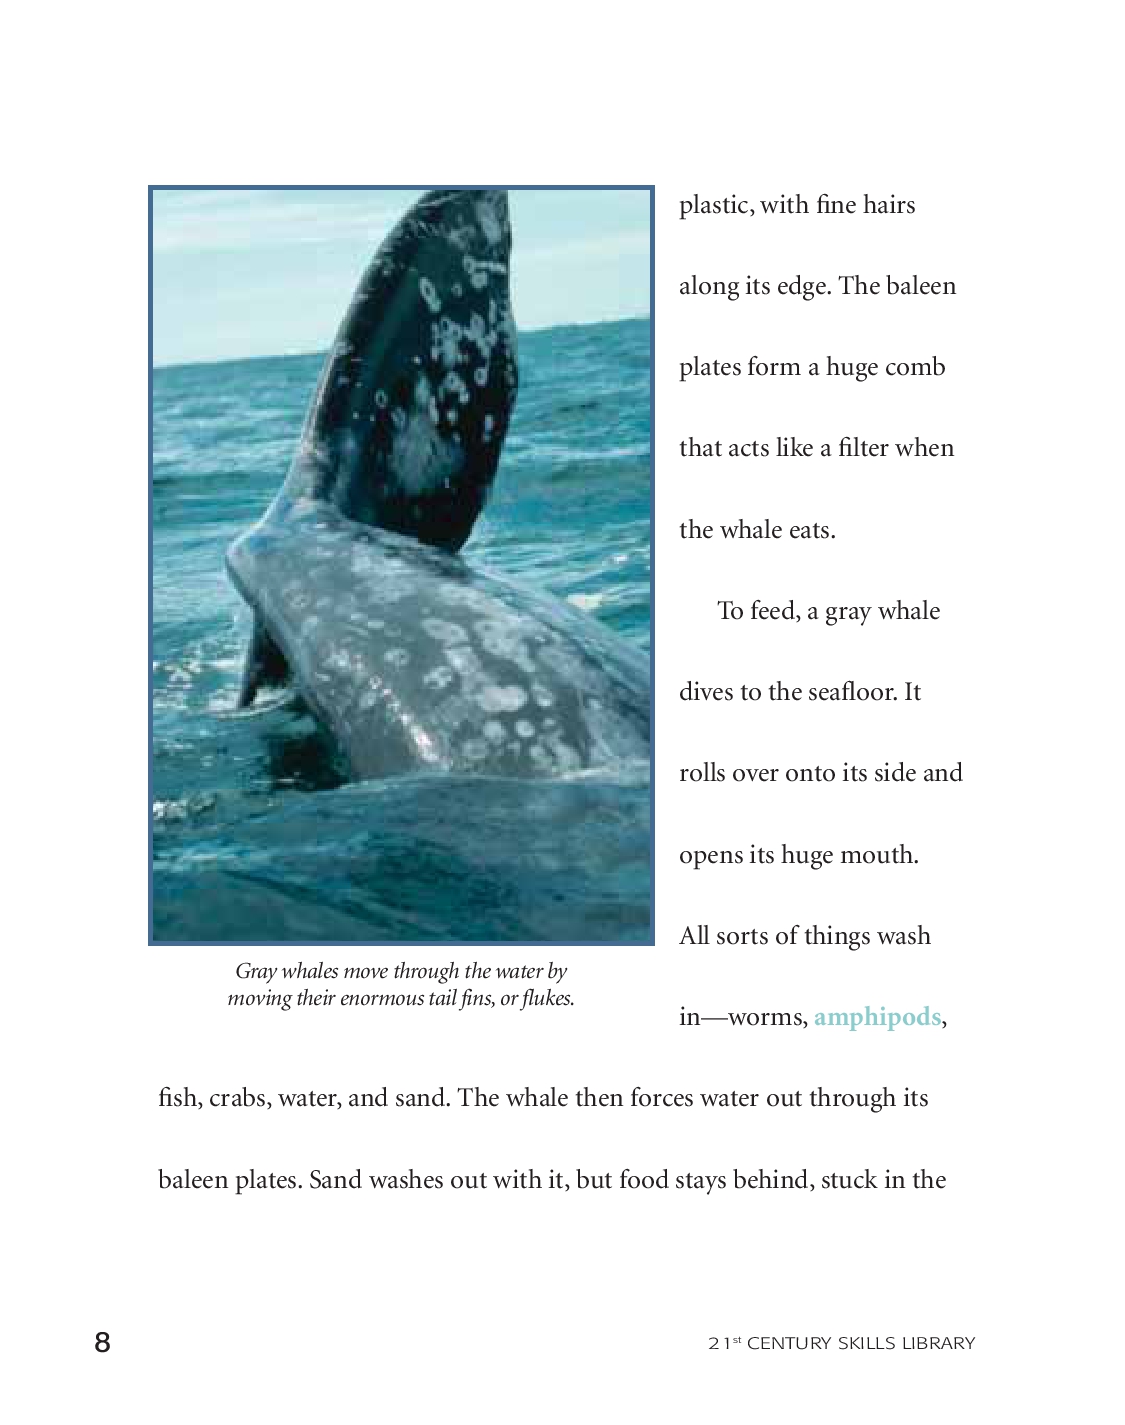 plastic, with fine hairs
along its edge. The baleen
plates form a huge comb
that acts like a filter when
the whale eats.
To feed, a gray whale
dives to the seafloor. It
rolls over onto its side and
opens its huge mouth.
All sorts of things wash
in—worms, amphipods,
Gray whales move through the water by
moving their enormous tail fins, or flukes.
fish, crabs, water, and sand. The whale then forces water out through its
baleen plates. Sand washes out with it, but food stays behind, stuck in the
8
21st CENTURY SKILLS LIBRARY